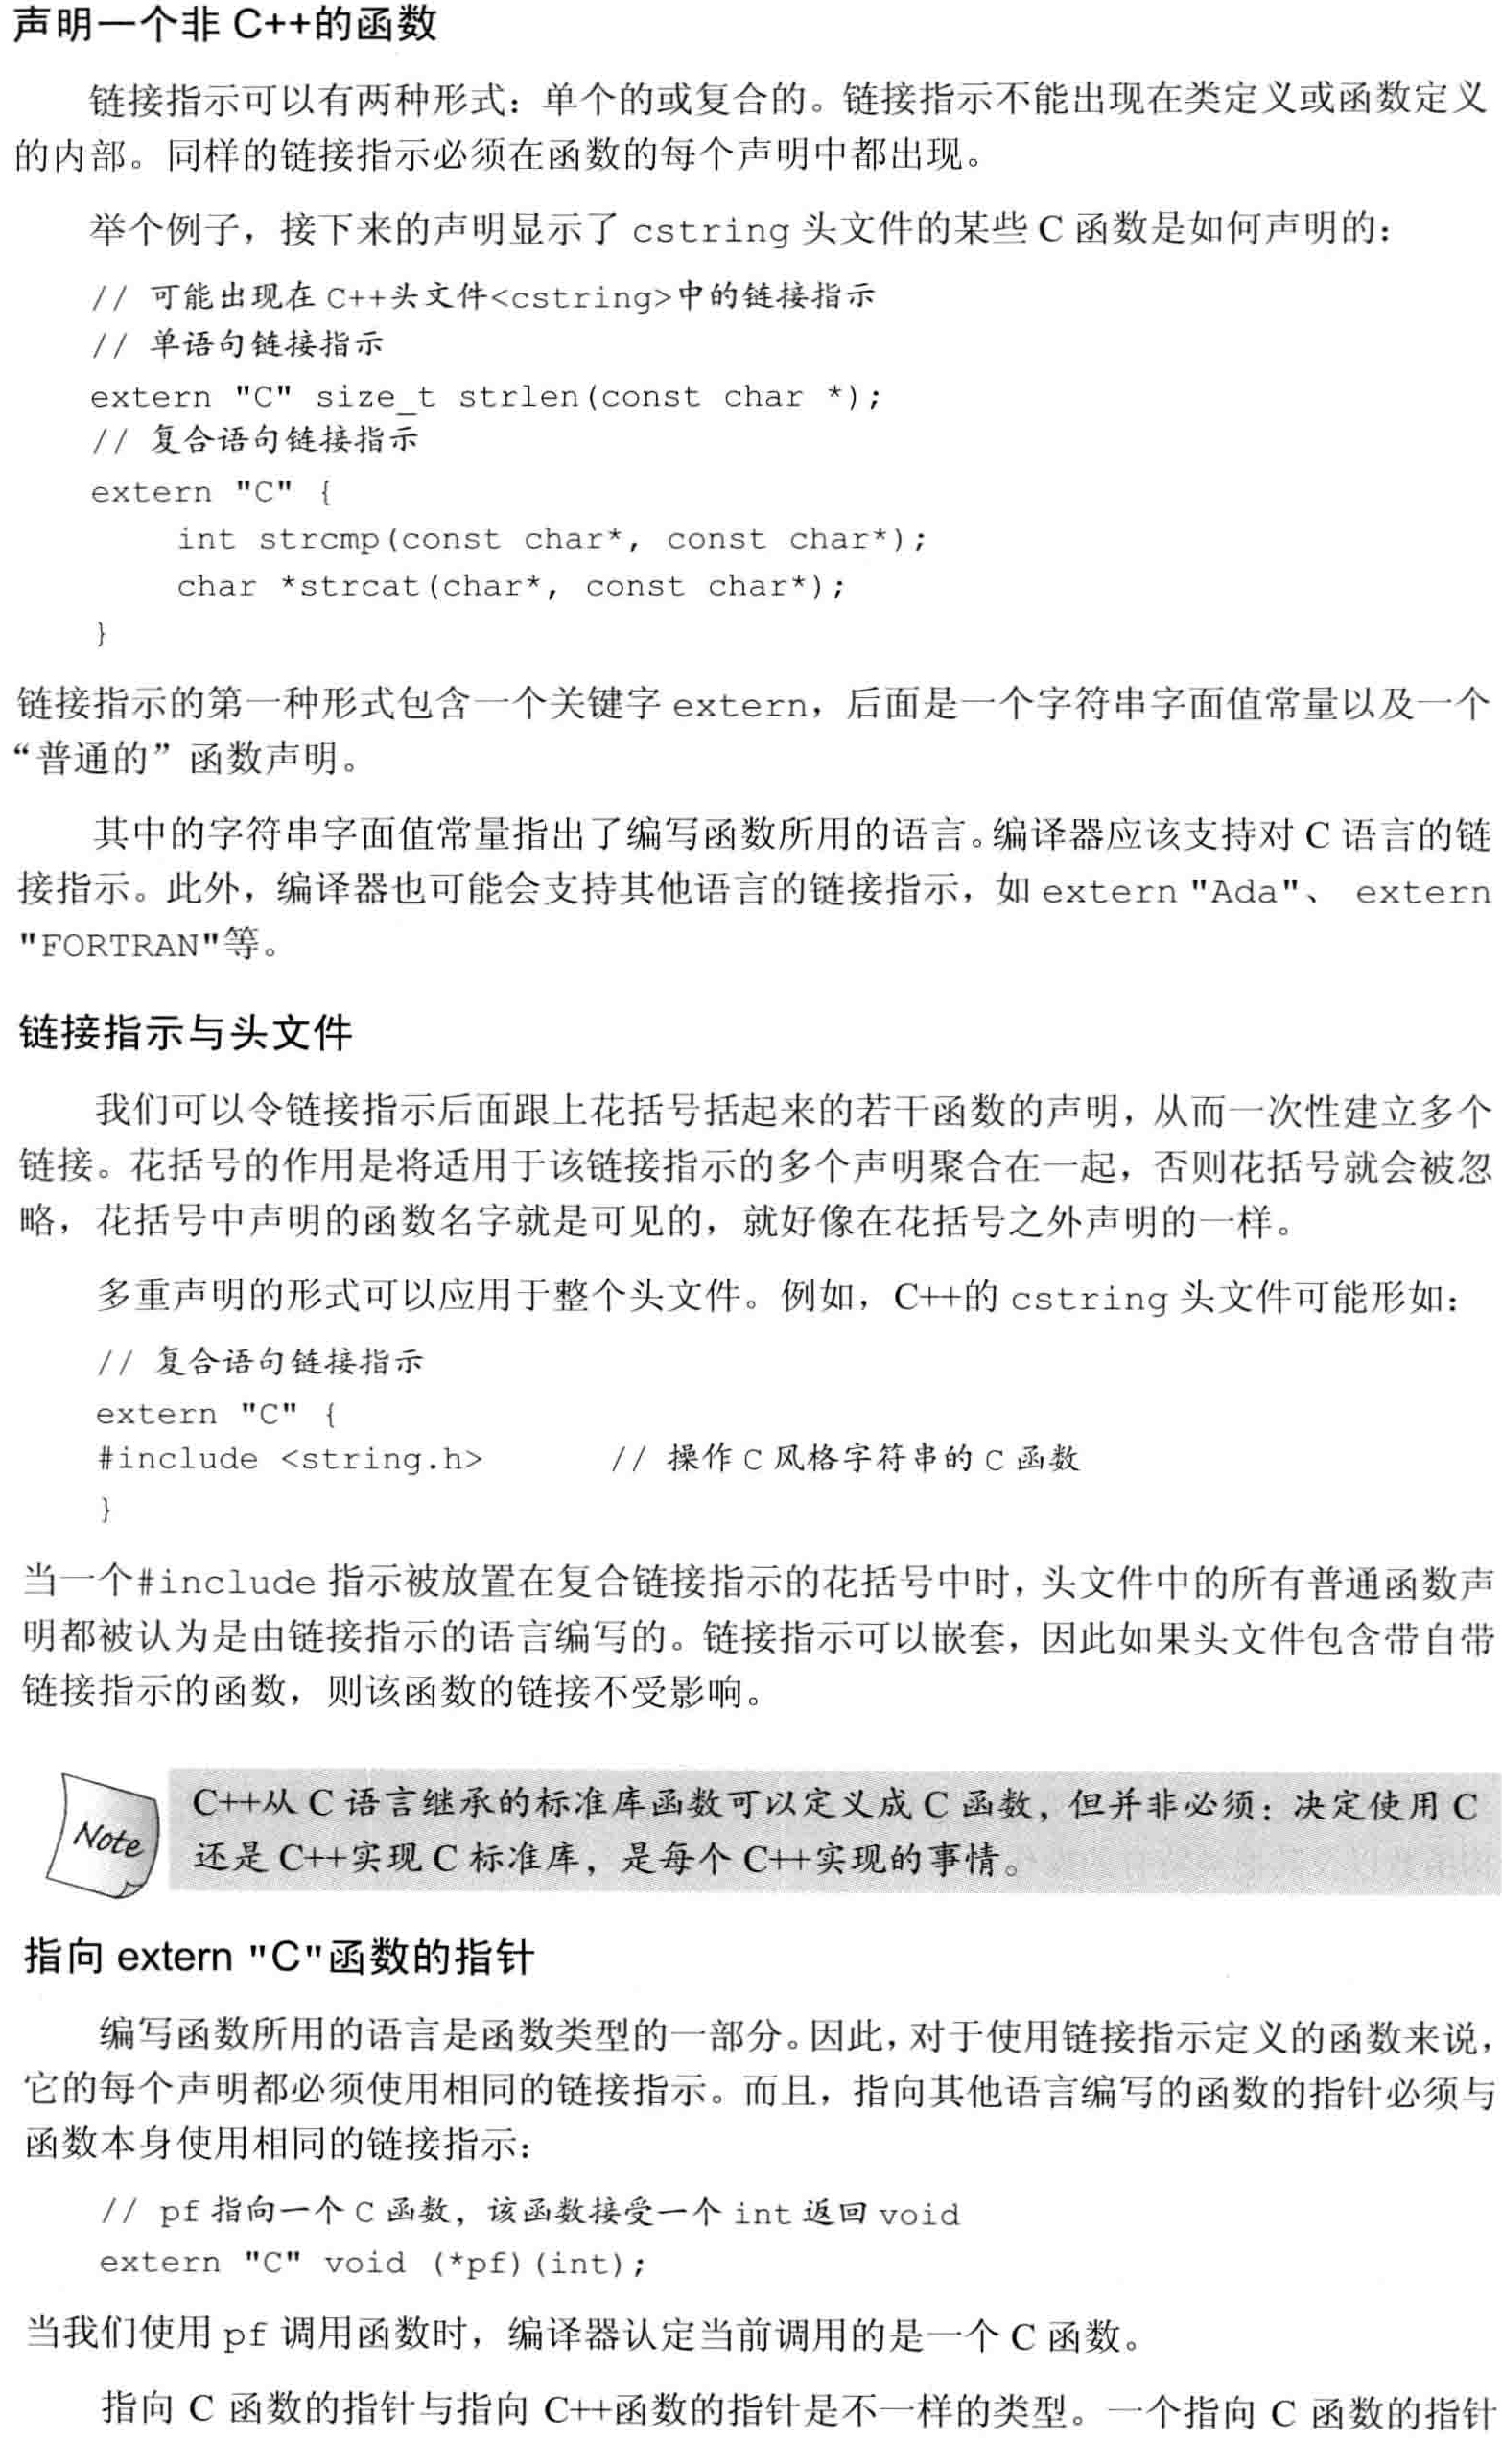 声明一个非 C++的函数
链接指示可以有两种形式：单个的或复合的。链接指示不能出现在类定义或函数定义
的内部。同样的链接指示必须在函数的每个声明中都出现。
举个例子，接下来的声明显示了 cstring 头文件的某些 C 函数是如何声明的：
// 可能出现在 C++头文件<cstring>中的链接指示
// 单语句链接指示
extern "C" size_t strlen(const char *);
// 复合语句链接指示
extern "C" {
int strcmp(const char*, const char*);
char *strcat(char*, const char*);
}
链接指示的第一种形式包含一个关键字 extern，后面是一个字符串字面值常量以及一个
“普通的”函数声明。
其中的字符串字面值常量指出了编写函数所用的语言。编译器应该支持对 C 语言的链
接指示。此外，编译器也可能会支持其他语言的链接指示，如 extern "Ada"、 extern
"FORTRAN"等。
链接指示与头文件
我们可以令链接指示后面跟上花括号括起来的若干函数的声明，从而一次性建立多个
链接。花括号的作用是将适用于该链接指示的多个声明聚合在一起，否则花括号就会被忽
略，花括号中声明的函数名字就是可见的，就好像在花括号之外声明的一样。
多重声明的形式可以应用于整个头文件。例如，C++的 cstring 头文件可能形如：
// 复合语句链接指示
extern "C" {
#include <string.h> // 操作 C 风格字符串的 C 函数
}
当一个#include 指示被放置在复合链接指示的花括号中时，头文件中的所有普通函数声
明都被认为是由链接指示的语言编写的。链接指示可以嵌套，因此如果头文件包含带自带
链接指示的函数，则该函数的链接不受影响。
Note
C++从 C 语言继承的标准库函数可以定义成 C 函数，但并非必须：决定使用 C
还是 C++实现 C 标准库，是每个 C++实现的事情。
指向 extern "C"函数的指针
编写函数所用的语言是函数类型的一部分。因此，对于使用链接指示定义的函数来说，
它的每个声明都必须使用相同的链接指示。而且，指向其他语言编写的函数的指针必须与
函数本身使用相同的链接指示：
// pf 指向一个 C 函数，该函数接受一个 int 返回 void
extern "C" void (*pf)(int);
当我们使用 pf 调用函数时，编译器认定当前调用的是一个 C 函数。
指向 C 函数的指针与指向 C++函数的指针是不一样的类型。一个指向 C 函数的指针